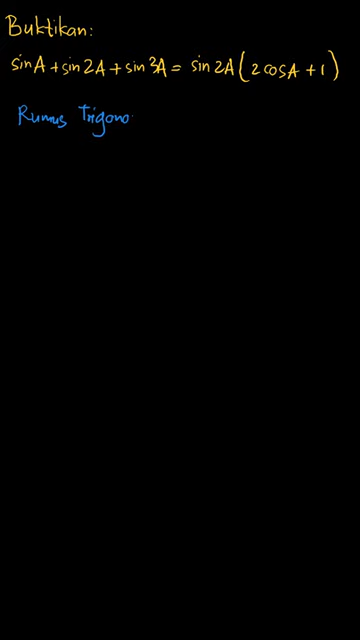 Buktikan:
sin A + sin 2A + sin 3A = sin 2A (2 cos A + 1)
Rumus Trigono